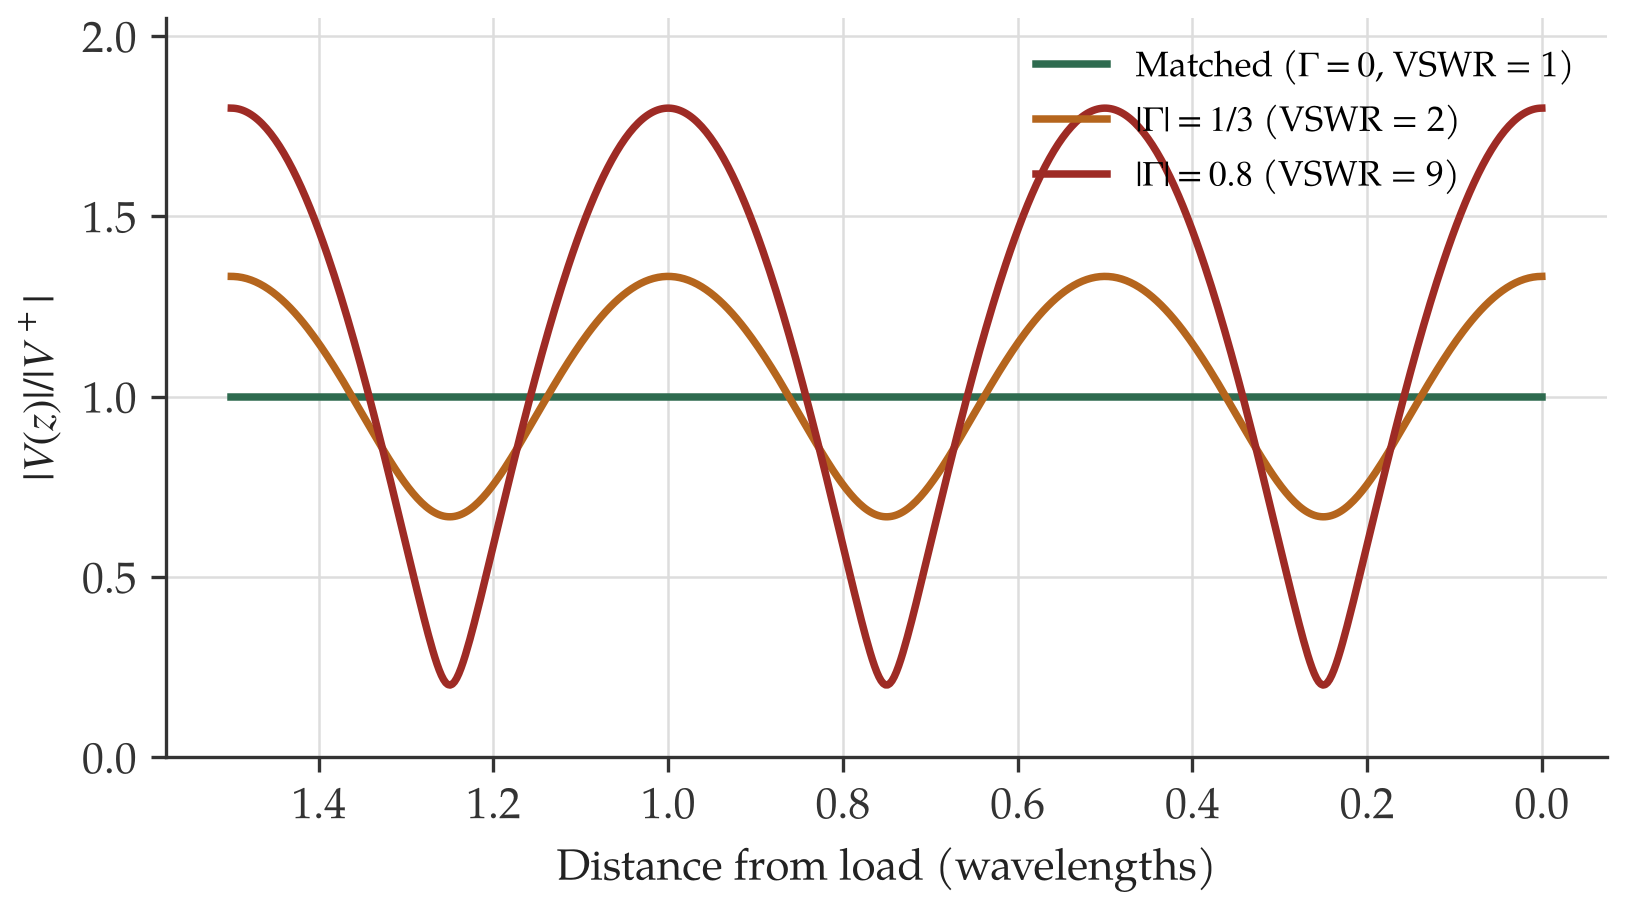 2.0
1.5
1.0
0.5
0.0
|V(z)|/|V⁺|
Matched (Γ = 0, VSWR = 1)
|Γ| = 1/3 (VSWR = 2)
|Γ| = 0.8 (VSWR = 9)
1.4 1.2 1.0 0.8 0.6 0.4 0.2 0.0
Distance from load (wavelengths)